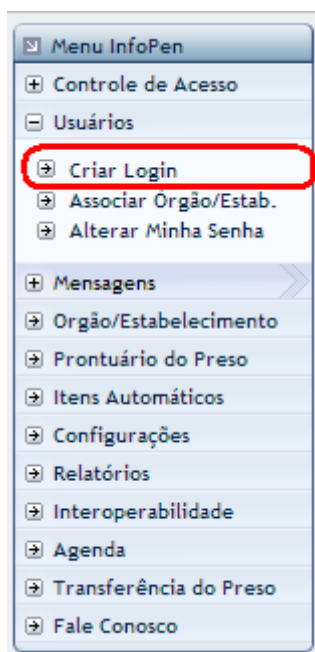 Menu InfoPen
Controle de Acesso
Usuários
Criar Login
Associar Órgão/Estab.
Alterar Minha Senha
Mensagens
Orgão/Estabelecimento
Prontuário do Preso
Itens Automáticos
Configurações
Relatórios
Interoperabilidade
Agenda
Transferência do Preso
Fale Conosco